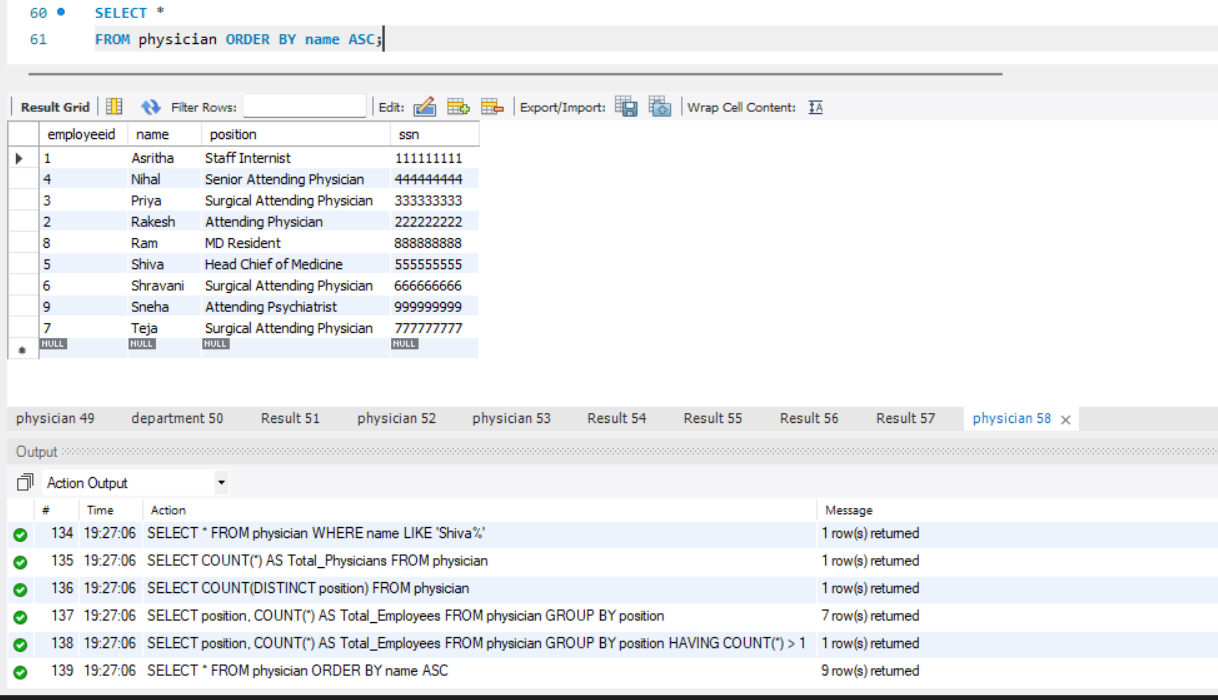 60 SELECT *
61 FROM physician ORDER BY name ASC;
Result Grid Filter Rows: Edit: Export/Import: Wrap Cell Content: IA
employeeid name position ssn
1 Asritha Staff Internist 111111111
4 Nihal Senior Attending Physician 444444444
3 Priya Surgical Attending Physician 333333333
2 Rakesh Attending Physician 222222222
8 Ram MD Resident 888888888
5 Shiva Head Chief of Medicine 555555555
6 Shravani Surgical Attending Physician 666666666
9 Sneha Attending Psychiatrist 999999999
7 Teja Surgical Attending Physician 777777777
NULL NULL NULL NULL
physician 49 department 50 Result 51 physician 52 physician 53 Result 54 Result 55 Result 56 Result 57 physician 58
Output
Action Output
# Time Action Message
134 19:27:06 SELECT * FROM physician WHERE name LIKE 'Shiva%' 1 row(s) returned
135 19:27:06 SELECT COUNT(*) AS Total_Physicians FROM physician 1 row(s) returned
136 19:27:06 SELECT COUNT(DISTINCT position) FROM physician 1 row(s) returned
137 19:27:06 SELECT position, COUNT(*) AS Total_Employees FROM physician GROUP BY position 7 row(s) returned
138 19:27:06 SELECT position, COUNT(*) AS Total_Employees FROM physician GROUP BY position HAVING COUNT(*) > 1 1 row(s) returned
139 19:27:06 SELECT * FROM physician ORDER BY name ASC 9 row(s) returned